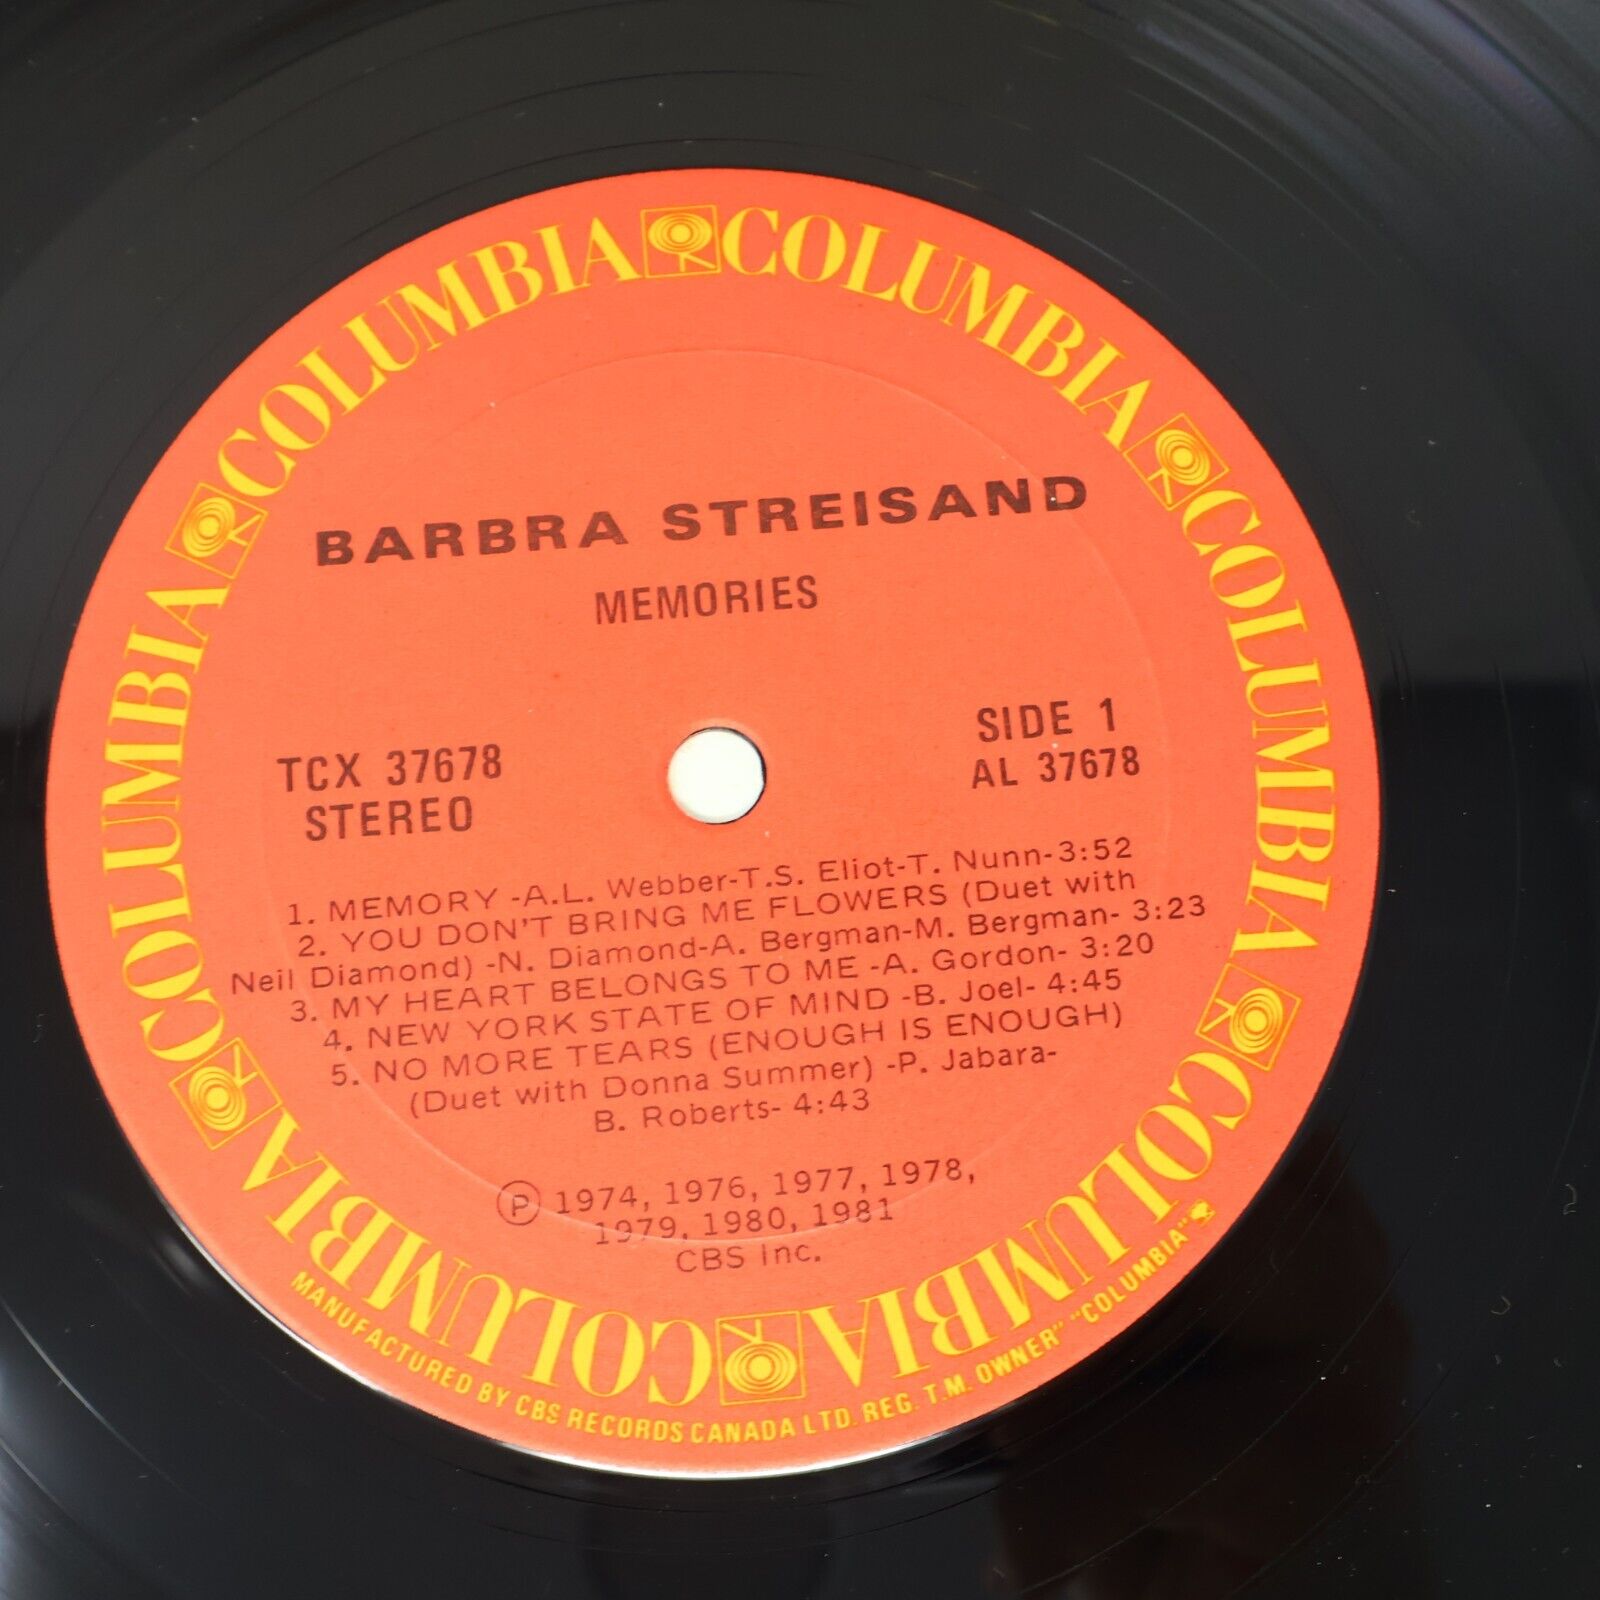 COLUMBIA COLUMBIA COLUMBIA COLUMBIA COLUMBIA COLUMBIA
BARBRA STREISAND
MEMORIES
TCX 37678
STEREO
SIDE 1
AL 37678
1. MEMORY -A.L. Webber-T.S. Eliot-T. Nunn-3:52
2. YOU DON'T BRING ME FLOWERS (Duet with
Neil Diamond) -N. Diamond-A. Bergman-M. Bergman- 3:23
3. MY HEART BELONGS TO ME -A. Gordon- 3:20
4. NEW YORK STATE OF MIND -B. Joel- 4:45
5. NO MORE TEARS (ENOUGH IS ENOUGH)
(Duet with Donna Summer) -P. Jabara-
B. Roberts- 4:43
Ⓟ 1974, 1976, 1977, 1978,
1979, 1980, 1981
CBS Inc.
MANUFACTURED BY CBS RECORDS CANADA LTD. REG. T.M. OWNER" "COLUMBIA"